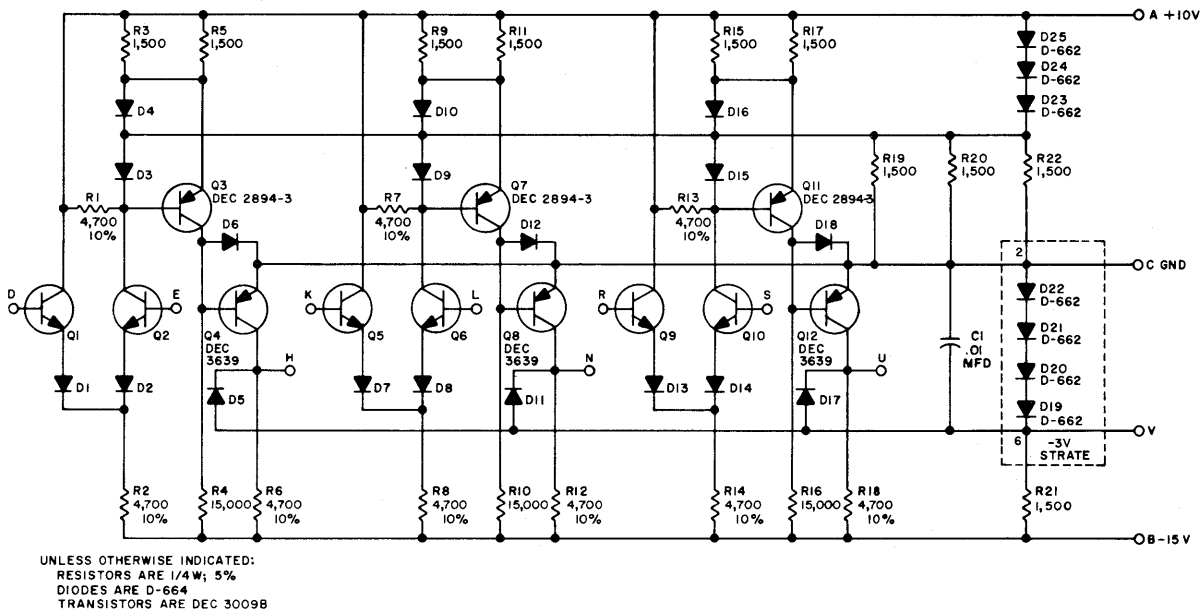 A +10V
R3
1,500
R5
1,500
R9
1,500
R11
1,500
R15
1,500
R17
1,500
D25
D-662
D24
D-662
D23
D-662
D4
D10
D16
D3
D9
D15
R19
1,500
R20
1,500
R22
1,500
R1
4,700
10%
Q3
DEC 2894-3
D6
R7
4,700
10%
Q7
DEC 2894-3
D12
R13
4,700
10%
Q11
DEC 2894-3
D18
2
C GND
D
Q1
E
Q2
Q4
DEC
3639
H
K
Q5
L
Q6
Q8
DEC
3639
N
R
Q9
S
Q10
Q12
DEC
3639
U
C1
.01
MFD
D22
D-662
D21
D-662
D20
D-662
D19
D-662
D1
D2
D5
D7
D8
D11
D13
D14
D17
V
6
-3V
STRATE
R2
4,700
10%
R4
15,000
R6
4,700
10%
R8
4,700
10%
R10
15,000
R12
4,700
10%
R14
4,700
10%
R16
15,000
R18
4,700
10%
R21
1,500
B-15V
UNLESS OTHERWISE INDICATED:
RESISTORS ARE 1/4W; 5%
DIODES ARE D-664
TRANSISTORS ARE DEC 3009B